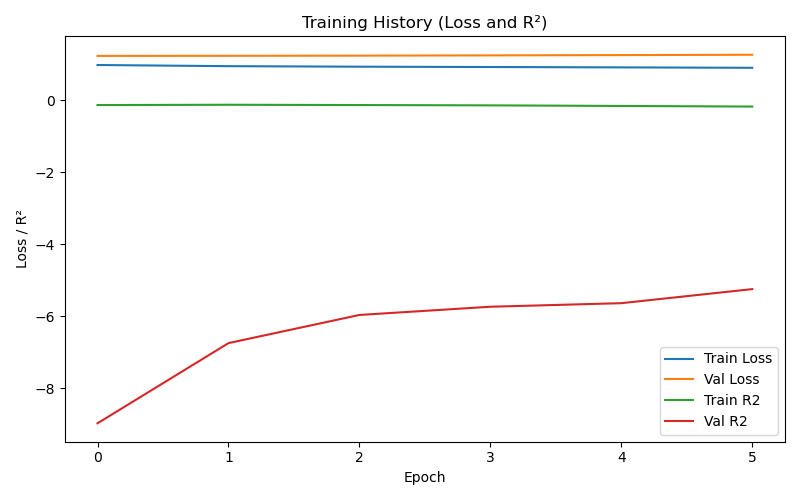 Training History (Loss and R²)
Loss / R²
0
−2
−4
−6
−8
0 1 2 3 4 5
Epoch
Train Loss
Val Loss
Train R2
Val R2